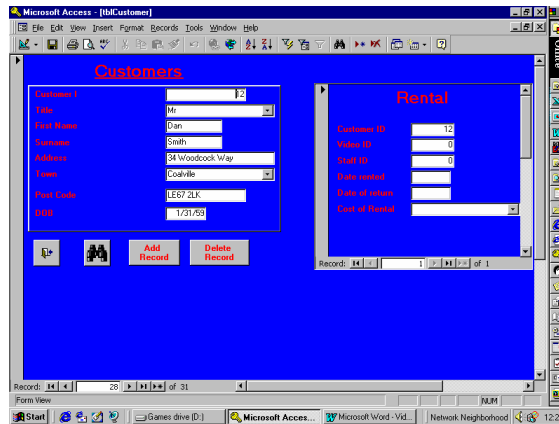 Microsoft Access - [tblCustomer]
File Edit View Insert Format Records Tools Window Help
Customers
Customer I 12
Title Mr
First Name Dan
Surname Smith
Address 34 Woodcock Way
Town Coalville
Post Code LE67 2LK
DOB 1/31/59
Add Record
Delete Record
Rental
Customer ID 12
Video ID 0
Staff ID 0
Date rented
Date of return
Cost of Rental
Record: 1 of 1
Record: 28 of 31
Form View NUM
Start Games drive (D:) Microsoft Acces... Microsoft Word - Vid... Network Neighborhood 12:2
Office